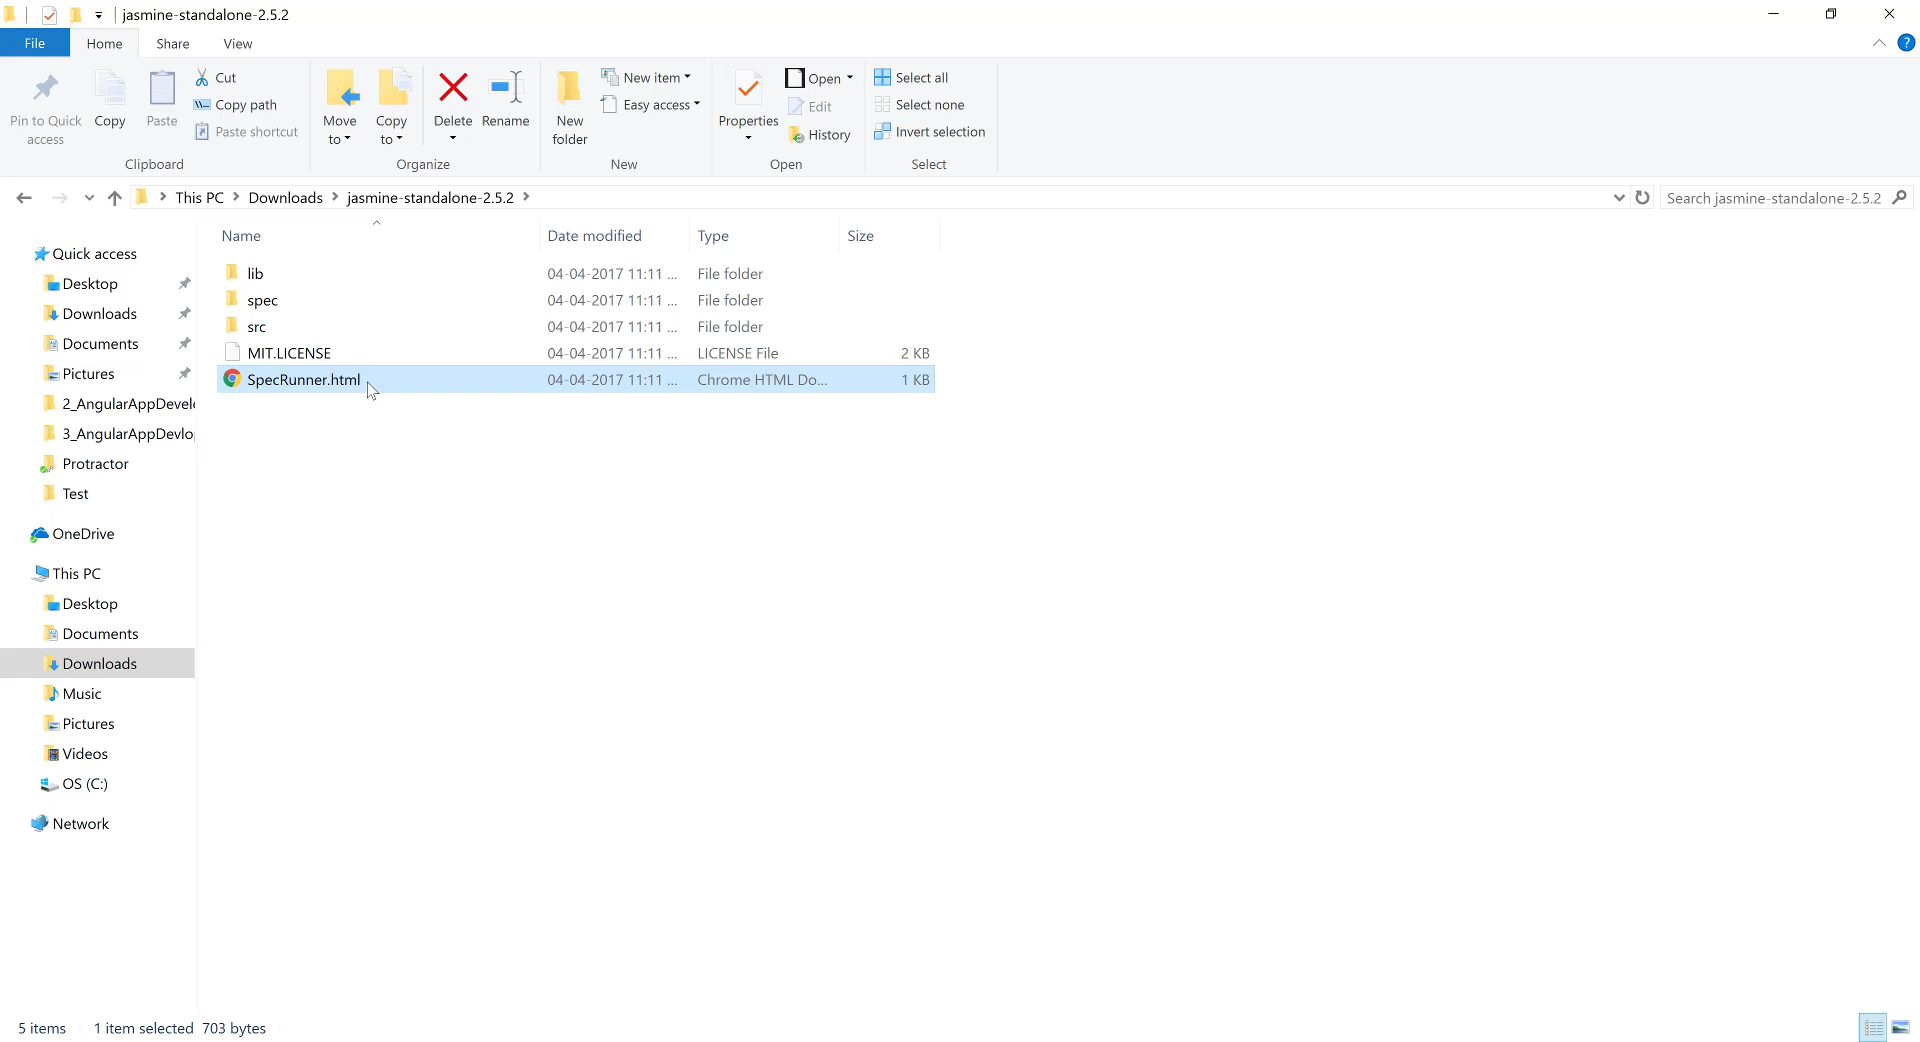 jasmine-standalone-2.5.2
File Home Share View
Pin to Quick access
Copy
Paste
Cut
Copy path
Paste shortcut
Clipboard
Move to
Copy to
Delete
Rename
Organize
New folder
New item
Easy access
New
Properties
Open
Edit
History
Open
Select all
Select none
Invert selection
Select
This PC Downloads jasmine-standalone-2.5.2
Search jasmine-standalone-2.5.2
Quick access
Desktop
Downloads
Documents
Pictures
2_AngularAppDevel
3_AngularAppDevlo
Protractor
Test
OneDrive
This PC
Desktop
Documents
Downloads
Music
Pictures
Videos
OS (C:)
Network
Name Date modified Type Size
lib 04-04-2017 11:11 ... File folder
spec 04-04-2017 11:11 ... File folder
src 04-04-2017 11:11 ... File folder
MIT.LICENSE 04-04-2017 11:11 ... LICENSE File 2 KB
SpecRunner.html 04-04-2017 11:11 ... Chrome HTML Do... 1 KB
5 items 1 item selected 703 bytes